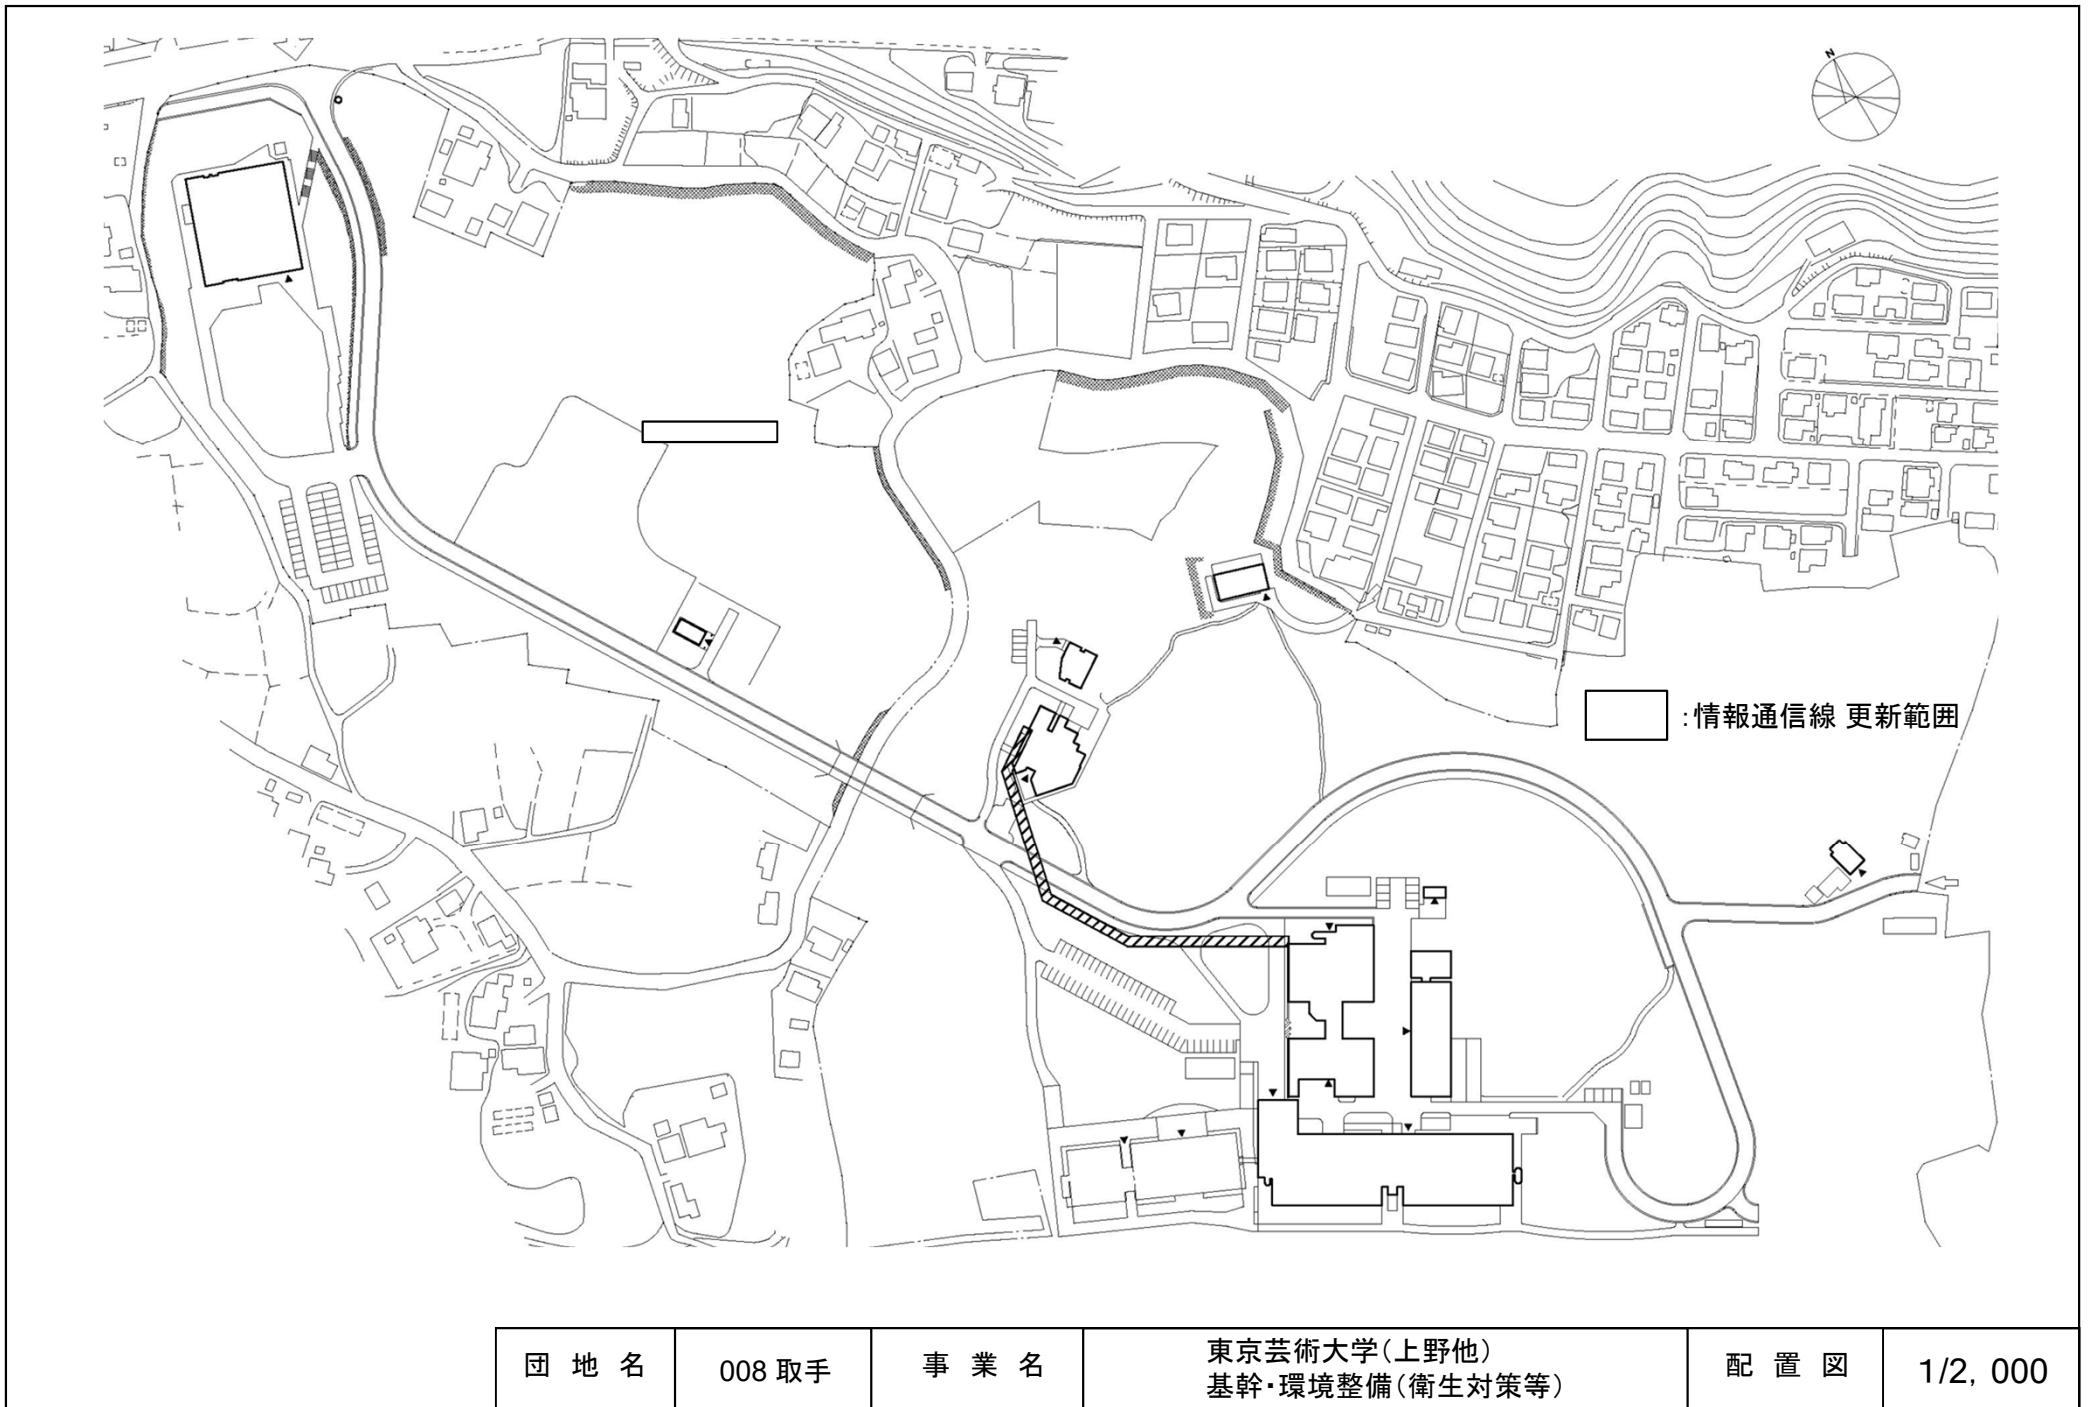 N
:情報通信線 更新範囲
団 地 名
008 取手
事 業 名
東京芸術大学(上野他)
基幹・環境整備(衛生対策等)
配 置 図
1/2, 000